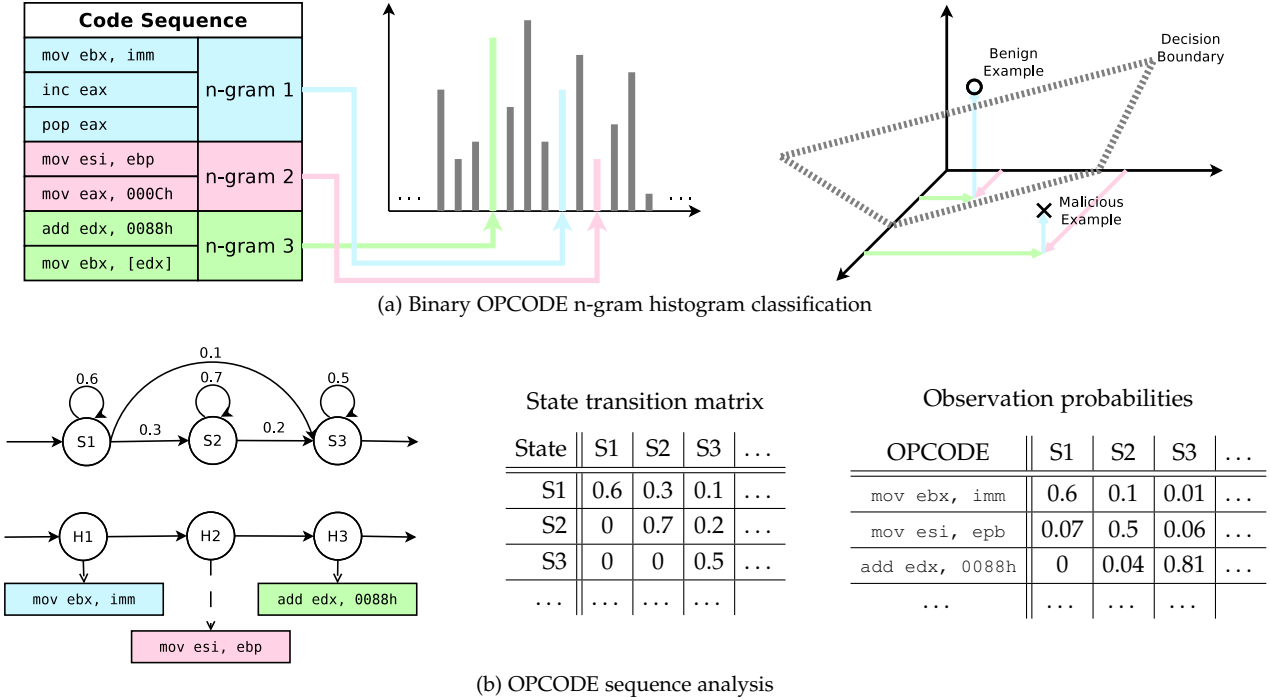 Code Sequence
mov ebx, imm
inc eax
pop eax
n-gram 1
mov esi, ebp
mov eax, 000Ch
n-gram 2
add edx, 0088h
mov ebx, [edx]
n-gram 3
...
...
Benign
Example
Decision
Boundary
Malicious
Example
(a) Binary OPCODE n-gram histogram classification
0.1
0.6
0.7
0.5
S1
0.3
S2
0.2
S3
H1
H2
H3
mov ebx, imm
add edx, 0088h
mov esi, ebp
State transition matrix
State S1 S2 S3 ...
S1 0.6 0.3 0.1 ...
S2 0 0.7 0.2 ...
S3 0 0 0.5 ...
... ... ... ...
Observation probabilities
OPCODE S1 S2 S3 ...
mov ebx, imm 0.6 0.1 0.01 ...
mov esi, epb 0.07 0.5 0.06 ...
add edx, 0088h 0 0.04 0.81 ...
... ... ... ...
(b) OPCODE sequence analysis